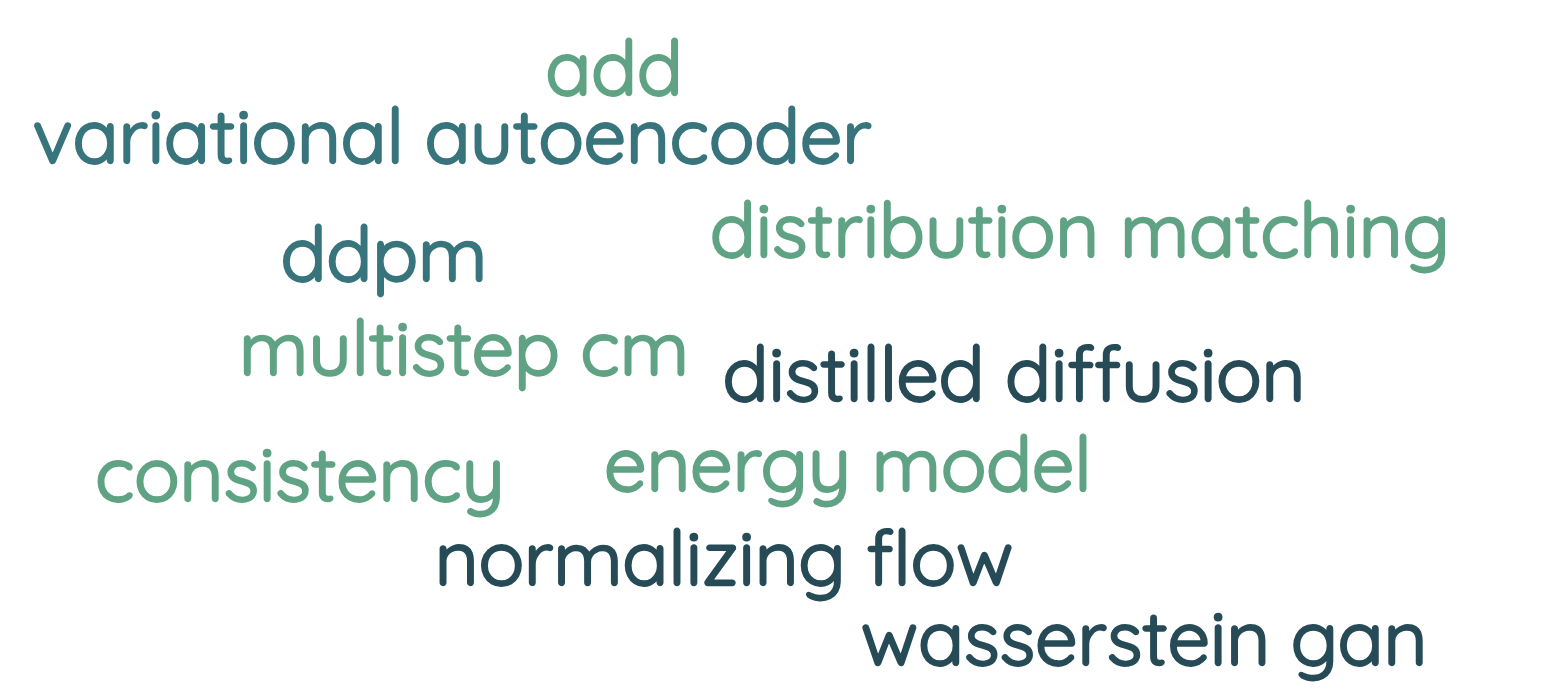 add
variational autoencoder
distribution matching
ddpm
multistep cm
distilled diffusion
consistency
energy model
normalizing flow
wasserstein gan